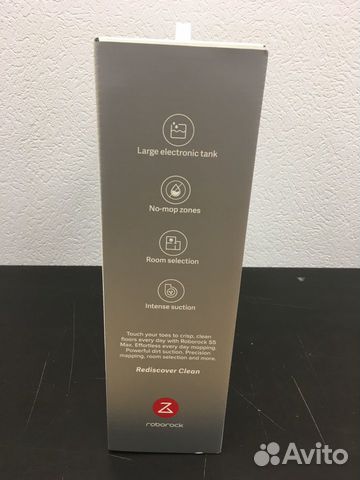 Large electronic tank
No-mop zones
Room selection
Intense suction
Touch your toes to crisp, clean
floors every day with Roborock S5
Max. Effortless every day mopping.
Powerful dirt suction. Precision
mapping, room selection and more.
Rediscover Clean
roborock
Avito